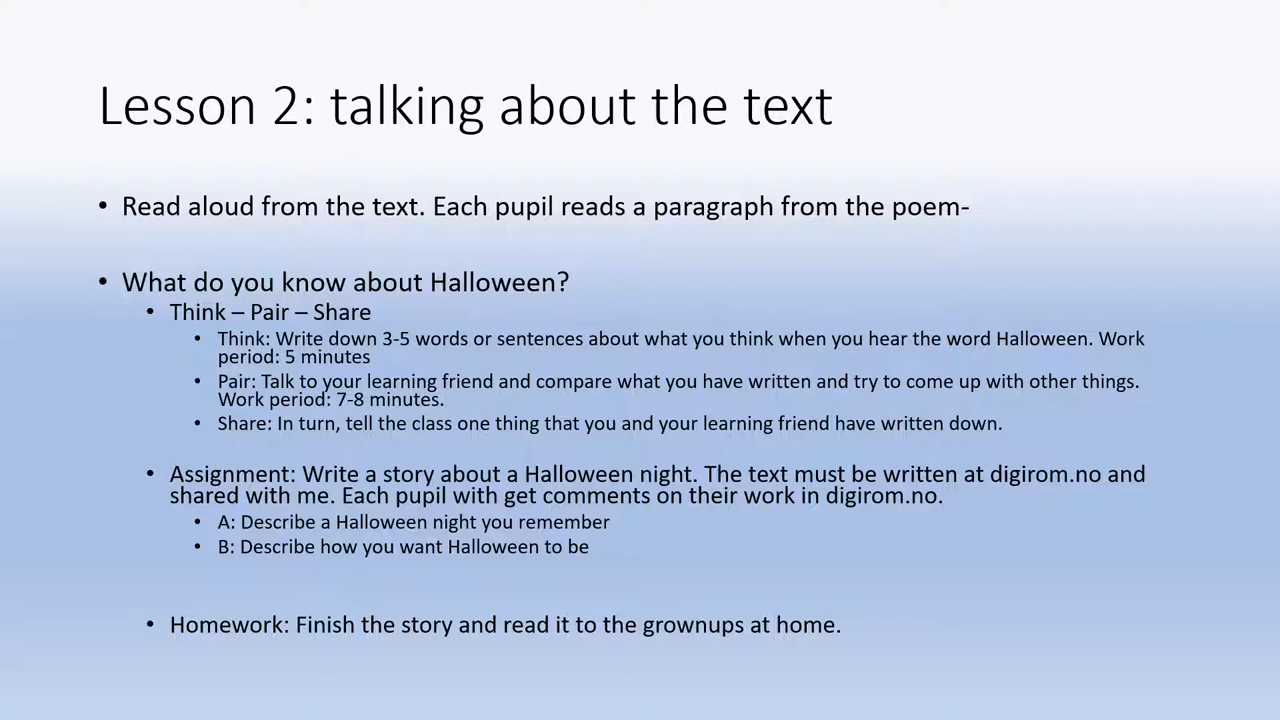 Lesson 2: talking about the text
• Read aloud from the text. Each pupil reads a paragraph from the poem-
• What do you know about Halloween?
• Think – Pair – Share
• Think: Write down 3-5 words or sentences about what you think when you hear the word Halloween. Work
period: 5 minutes
• Pair: Talk to your learning friend and compare what you have written and try to come up with other things.
Work period: 7-8 minutes.
• Share: In turn, tell the class one thing that you and your learning friend have written down.
• Assignment: Write a story about a Halloween night. The text must be written at digirom.no and
shared with me. Each pupil with get comments on their work in digirom.no.
• A: Describe a Halloween night you remember
• B: Describe how you want Halloween to be
• Homework: Finish the story and read it to the grownups at home.